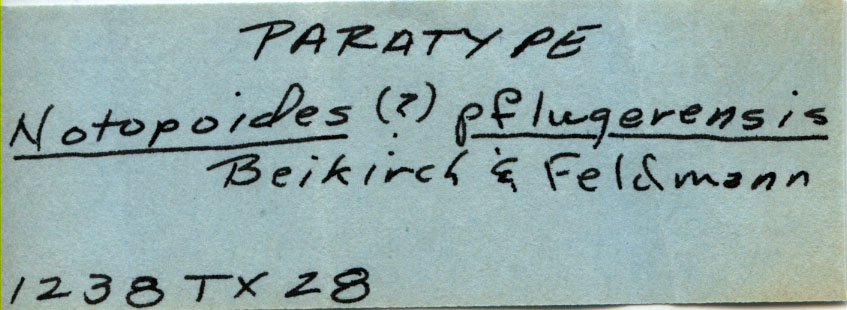 PARATYPE
Notopoides (?) pflugerensis
Beikirch & Feldmann
1238 TX 28